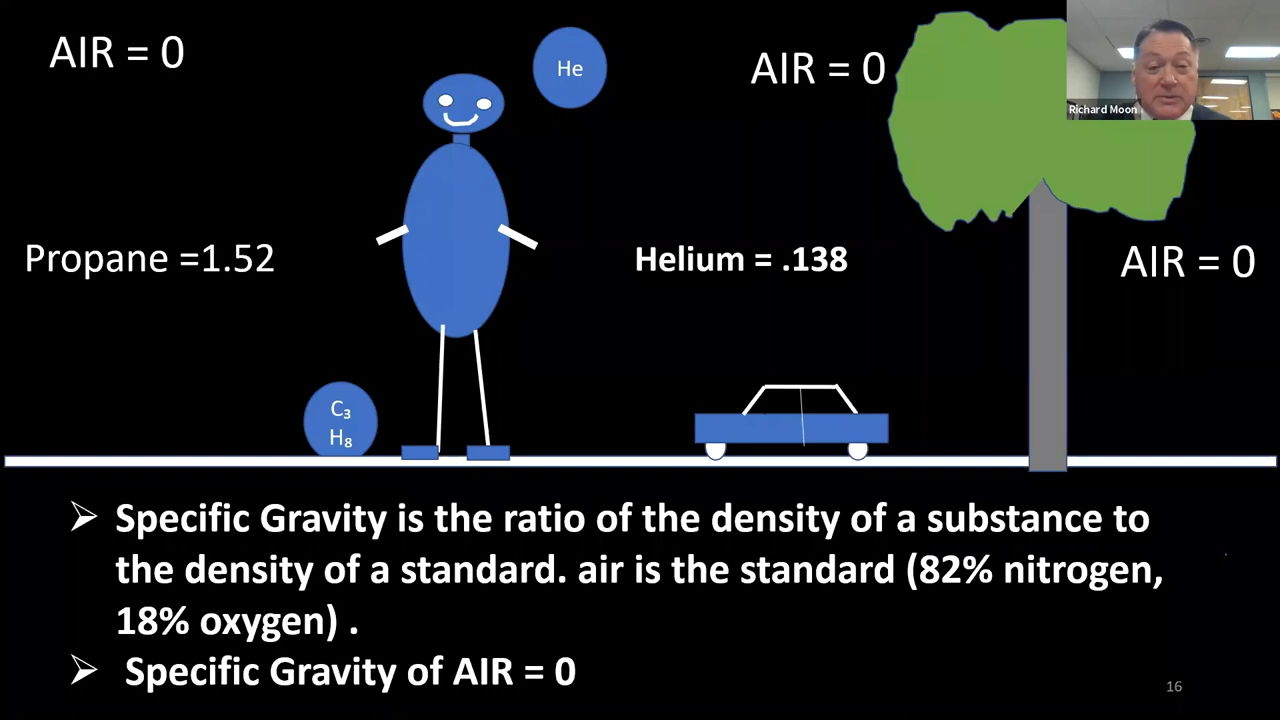 AIR = 0
He
AIR = 0
Richard Moon
Propane =1.52
Helium = .138
AIR = 0
C₃
H₈
➢ Specific Gravity is the ratio of the density of a substance to
the density of a standard. air is the standard (82% nitrogen,
18% oxygen) .
➢ Specific Gravity of AIR = 0
16